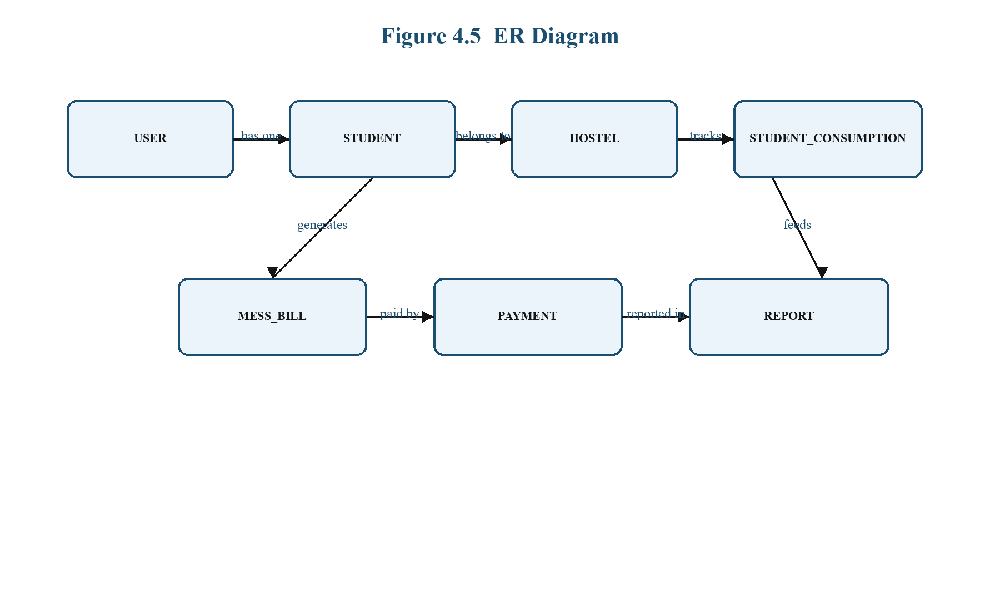 Figure 4.5  ER Diagram
USER
has one
STUDENT
belongs to
HOSTEL
tracks
STUDENT_CONSUMPTION
generates
feeds
MESS_BILL
paid by
PAYMENT
reported in
REPORT